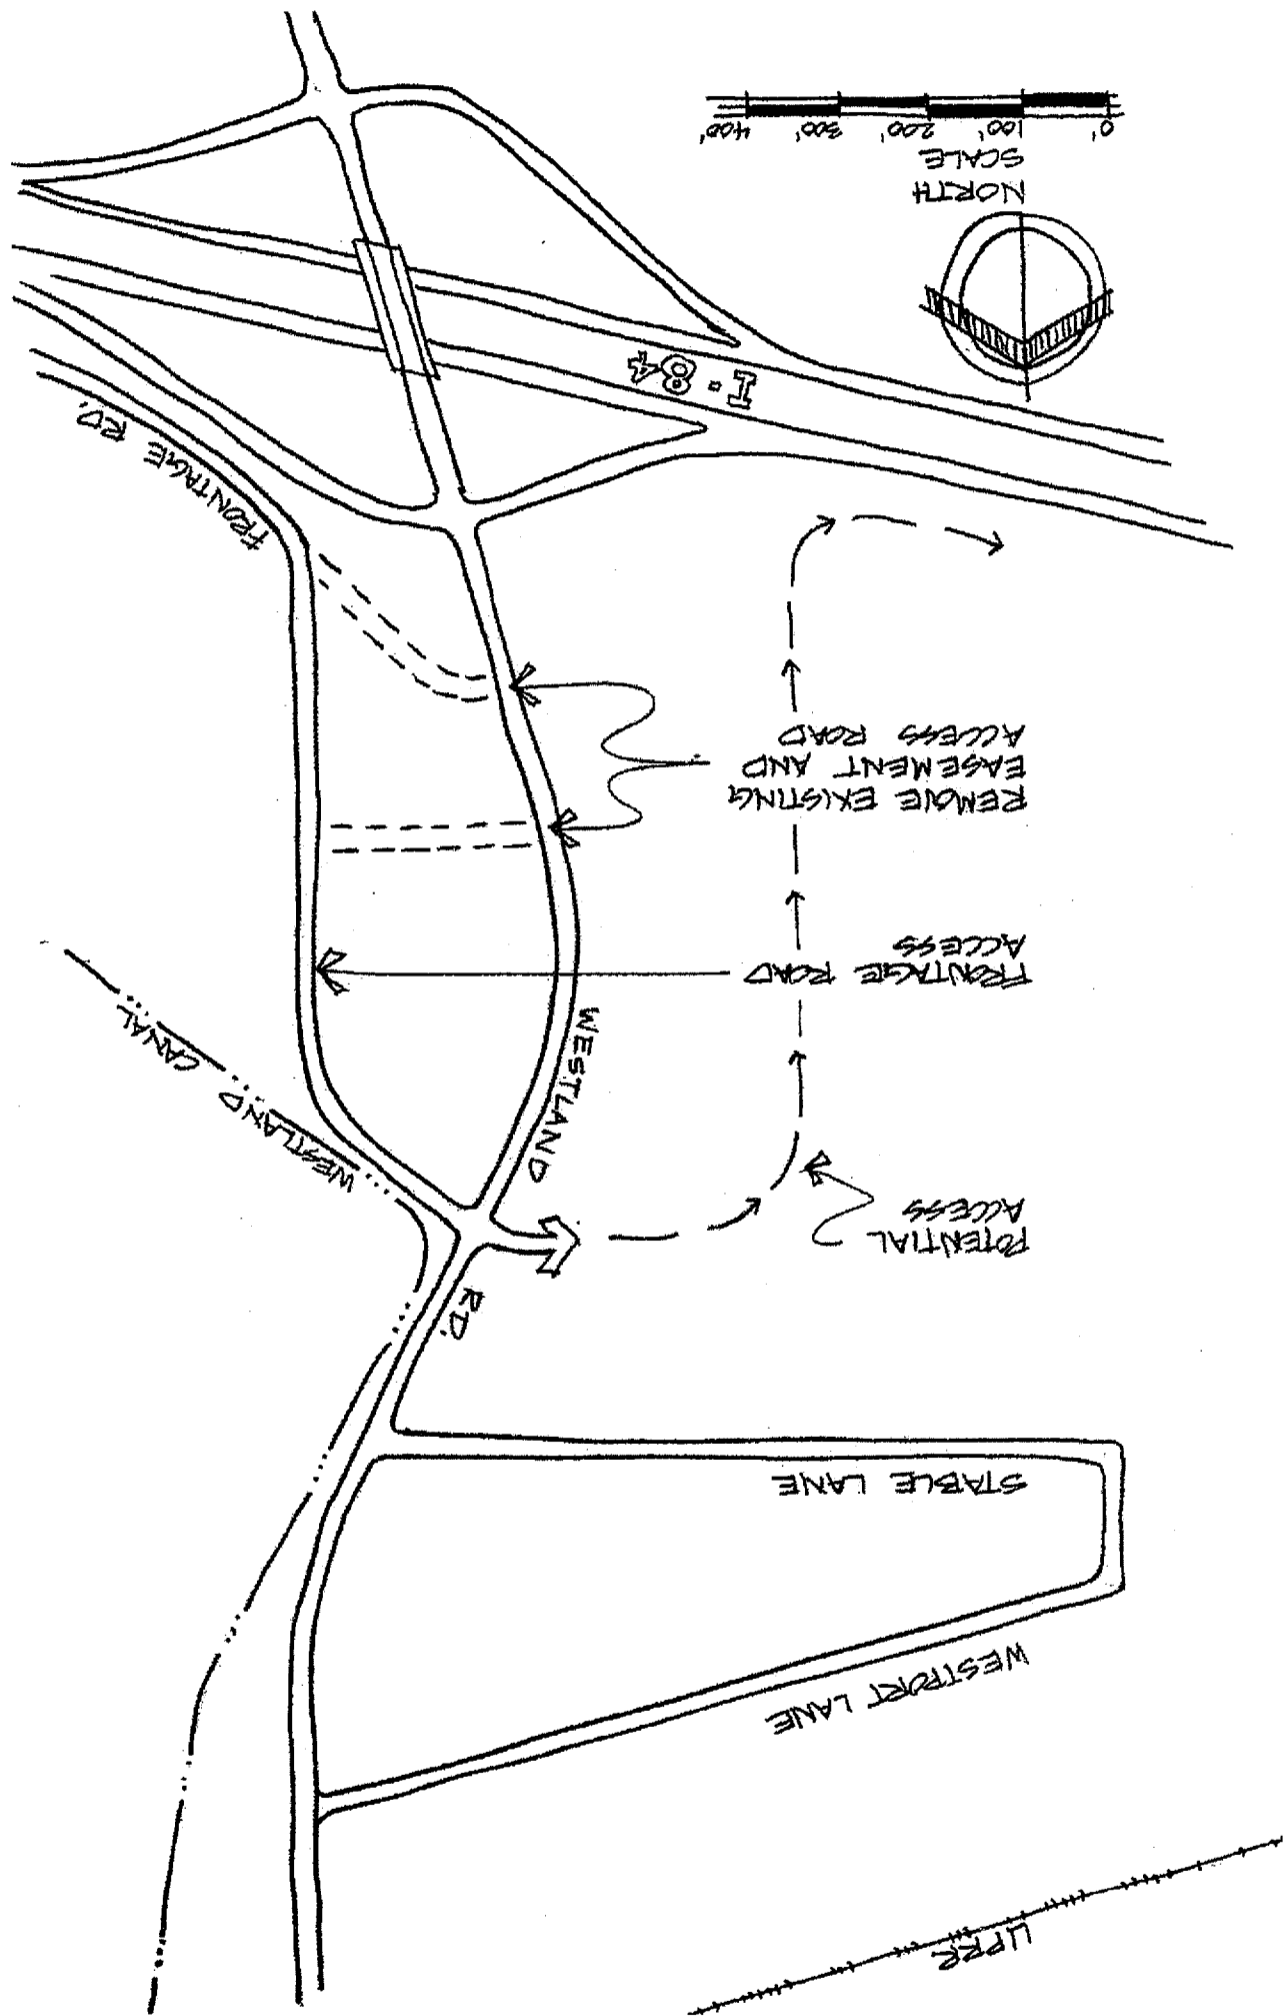 UPRR
WESTPORT LANE
STABLE LANE
RD.
POTENTIAL
ACCESS
WESTLAND
WESTLAND CANAL
FRONTAGE ROAD
ACCESS
REMOVE EXISTING
EASEMENT AND
ACCESS ROAD
FRONTAGE RD.
I-84
NORTH
SCALE
0' 100' 200' 300' 400'